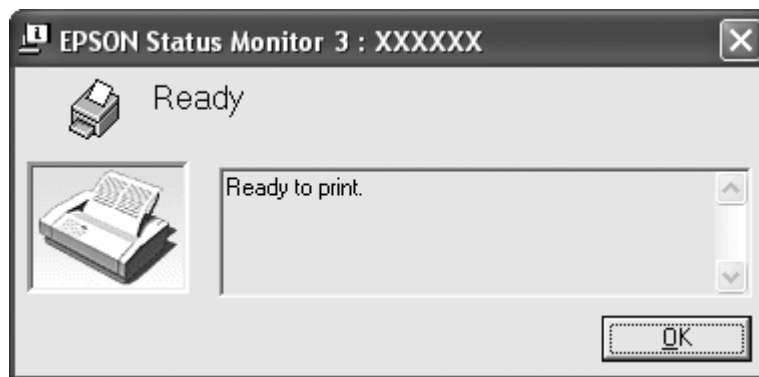 EPSON Status Monitor 3 : XXXXXX
Ready
Ready to print.
OK